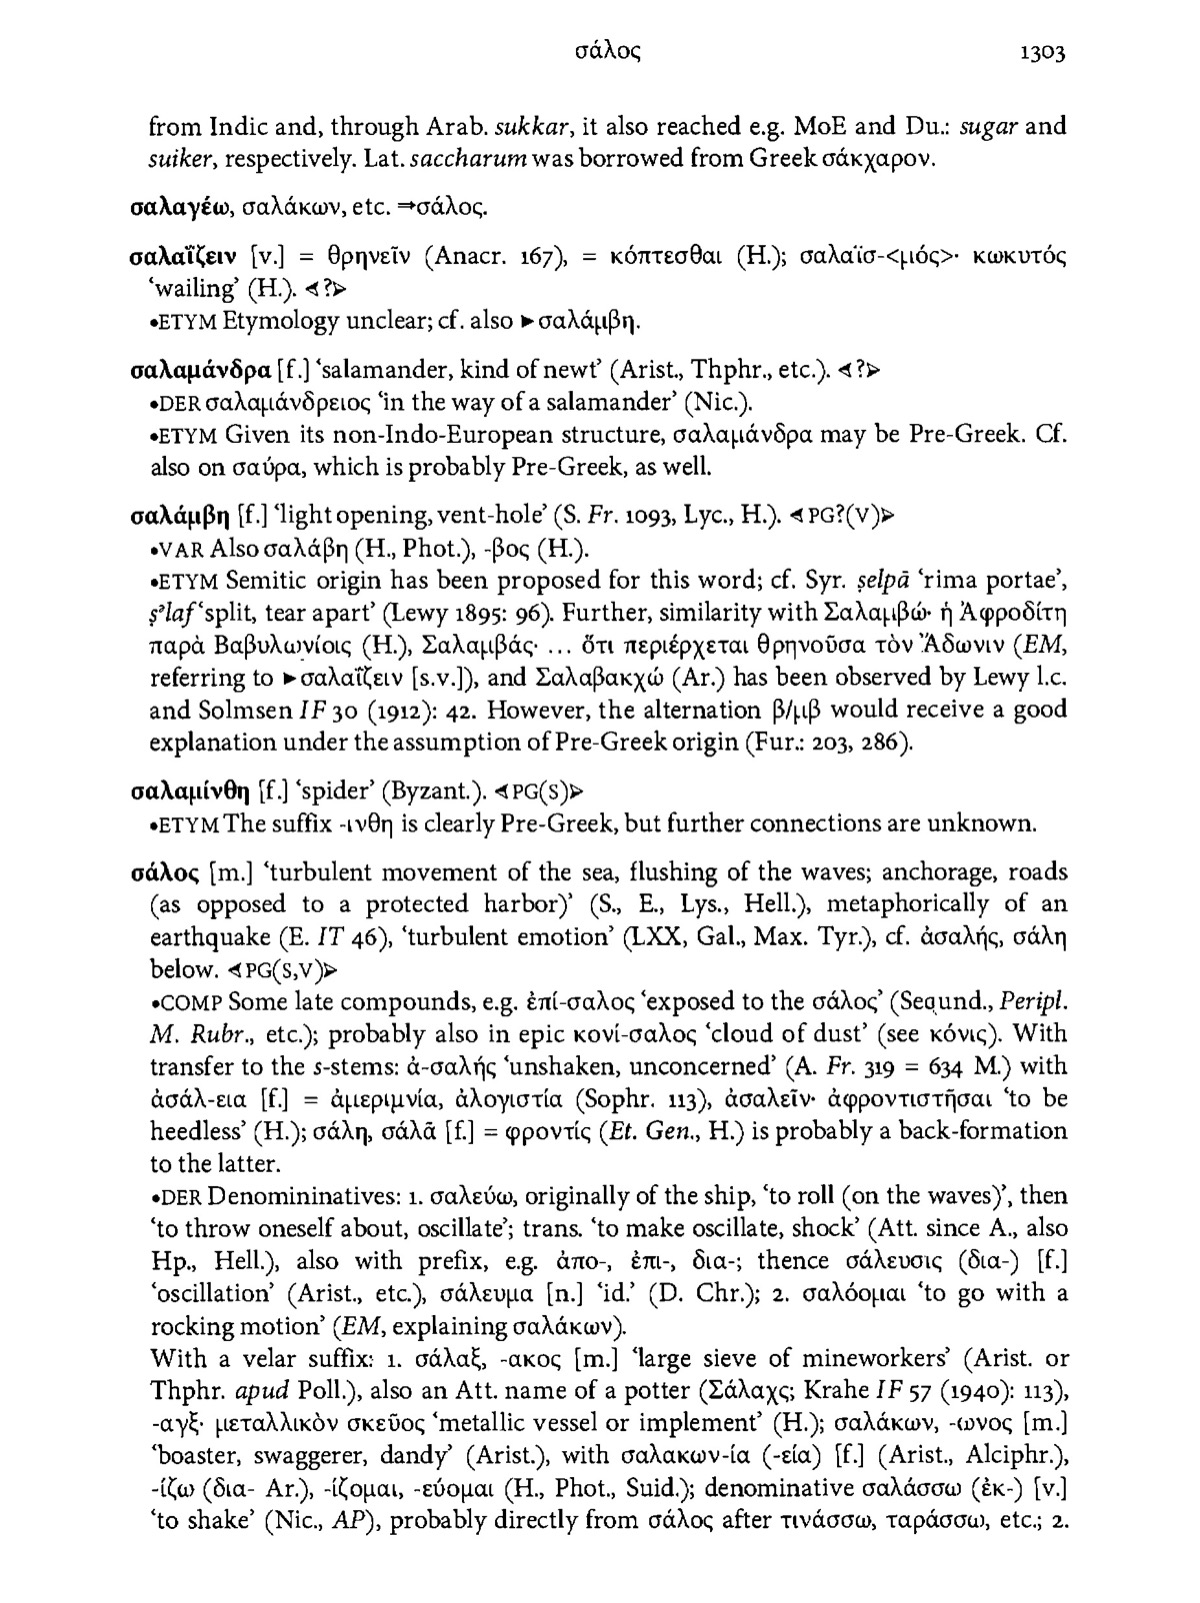 σάλος 1303
from Indic and, through Arab. sukkar, it also reached e.g. MoE and Du.: sugar and
suiker, respectively. Lat. saccharum was borrowed from Greek σάκχαρον.
σαλαγέω, σαλάκων, etc. ⇒σάλος.
σαλαΐζειν [v.] = θρηνεῖν (Anacr. 167), = κόπτεσθαι (H.); σαλαϊσ-<μός>· κωκυτός
‘wailing’ (H.). ⊲?⊳
•ETYM Etymology unclear; cf. also ►σαλάμβη.
σαλαμάνδρα [f.] ‘salamander, kind of newt’ (Arist., Thphr., etc.). ⊲?⊳
•DER σαλαμάνδρειος ‘in the way of a salamander’ (Nic.).
•ETYM Given its non-Indo-European structure, σαλαμάνδρα may be Pre-Greek. Cf.
also on σαύρα, which is probably Pre-Greek, as well.
σαλάμβη [f.] ‘light opening, vent-hole’ (S. Fr. 1093, Lyc., H.). ⊲PG?(V)⊳
•VAR Also σαλάβη (H., Phot.), -βος (H.).
•ETYM Semitic origin has been proposed for this word; cf. Syr. ṣelpā ‘rima portae’,
ṣᵊlaf ‘split, tear apart’ (Lewy 1895: 96). Further, similarity with Σαλαμβώ· ἡ Ἀφροδίτη
παρὰ Βαβυλωνίοις (H.), Σαλαμβάς· ... ὅτι περιέρχεται θρηνοῦσα τὸν Ἄδωνιν (EM,
referring to ►σαλαΐζειν [s.v.]), and Σαλαβακχώ (Ar.) has been observed by Lewy l.c.
and Solmsen IF 30 (1912): 42. However, the alternation β/μβ would receive a good
explanation under the assumption of Pre-Greek origin (Fur.: 203, 286).
σαλαμίνθη [f.] ‘spider’ (Byzant.). ⊲PG(S)⊳
•ETYM The suffix -ινθη is clearly Pre-Greek, but further connections are unknown.
σάλος [m.] ‘turbulent movement of the sea, flushing of the waves; anchorage, roads
(as opposed to a protected harbor)’ (S., E., Lys., Hell.), metaphorically of an
earthquake (E. IT 46), ‘turbulent emotion’ (LXX, Gal., Max. Tyr.), cf. ἀσαλής, σάλη
below. ⊲PG(S,V)⊳
•COMP Some late compounds, e.g. ἐπί-σαλος ‘exposed to the σάλος’ (Seqund., Peripl.
M. Rubr., etc.); probably also in epic κονί-σαλος ‘cloud of dust’ (see κόνις). With
transfer to the s-stems: ἀ-σαλής ‘unshaken, unconcerned’ (A. Fr. 319 = 634 M.) with
ἀσάλ-εια [f.] = ἀμεριμνία, ἀλογιστία (Sophr. 113), ἀσαλεῖν· ἀφροντιστῆσαι ‘to be
heedless’ (H.); σάλη, σάλᾱ [f.] = φροντίς (Et. Gen., H.) is probably a back-formation
to the latter.
•DER Denomininatives: 1. σαλεύω, originally of the ship, ‘to roll (on the waves)’, then
‘to throw oneself about, oscillate’; trans. ‘to make oscillate, shock’ (Att. since A., also
Hp., Hell.), also with prefix, e.g. ἀπο-, ἐπι-, δια-; thence σάλευσις (δια-) [f.]
‘oscillation’ (Arist., etc.), σάλευμα [n.] ‘id.’ (D. Chr.); 2. σαλόομαι ‘to go with a
rocking motion’ (EM, explaining σαλάκων).
With a velar suffix: 1. σάλαξ, -ακος [m.] ‘large sieve of mineworkers’ (Arist. or
Thphr. apud Poll.), also an Att. name of a potter (Σάλαχς; Krahe IF 57 (1940): 113),
-αγξ· μεταλλικὸν σκεῦος ‘metallic vessel or implement’ (H.); σαλάκων, -ωνος [m.]
‘boaster, swaggerer, dandy’ (Arist.), with σαλακων-ία (-εία) [f.] (Arist., Alciphr.),
-ίζω (δια- Ar.), -ίζομαι, -εύομαι (H., Phot., Suid.); denominative σαλάσσω (ἐκ-) [v.]
‘to shake’ (Nic., AP), probably directly from σάλος after τινάσσω, ταράσσω, etc.; 2.